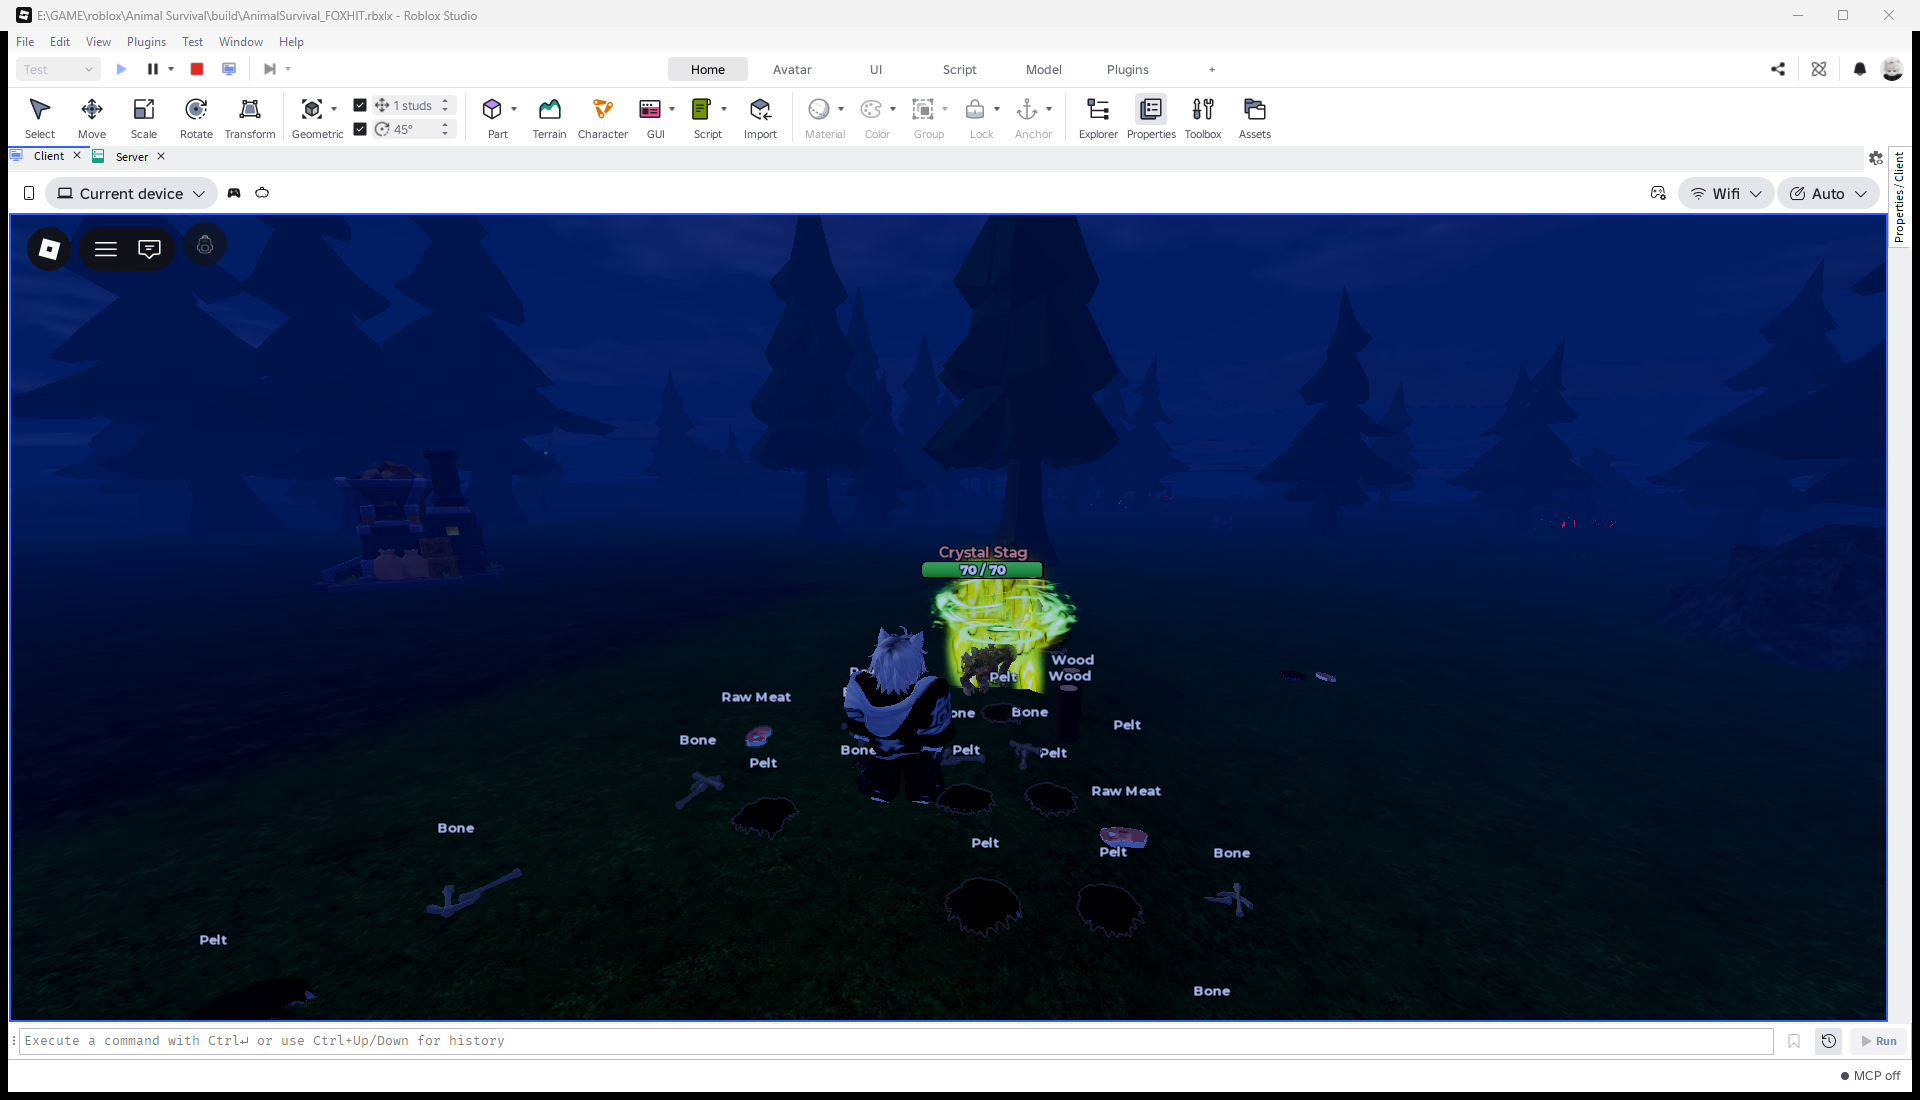 E:\GAME\roblox\Animal Survival\build\AnimalSurvival_FOXHIT.rbxlx - Roblox Studio
File Edit View Plugins Test Window Help
Test
Home Avatar UI Script Model Plugins +
1 studs
45°
Select Move Scale Rotate Transform Geometric Part Terrain Character GUI Script Import Material Color Group Lock Anchor Explorer Properties Toolbox Assets
Client Server
Properties / Client
Current device
Wifi Auto
Crystal Stag
70 / 70
Wood
Pelt
Wood
Raw Meat
Bone
Pelt
Bone
Bone
Pelt
Pelt
Pelt
Raw Meat
Bone
Pelt
Pelt
Bone
Pelt
Bone
Execute a command with Ctrl↵ or use Ctrl+Up/Down for history
Run
MCP off